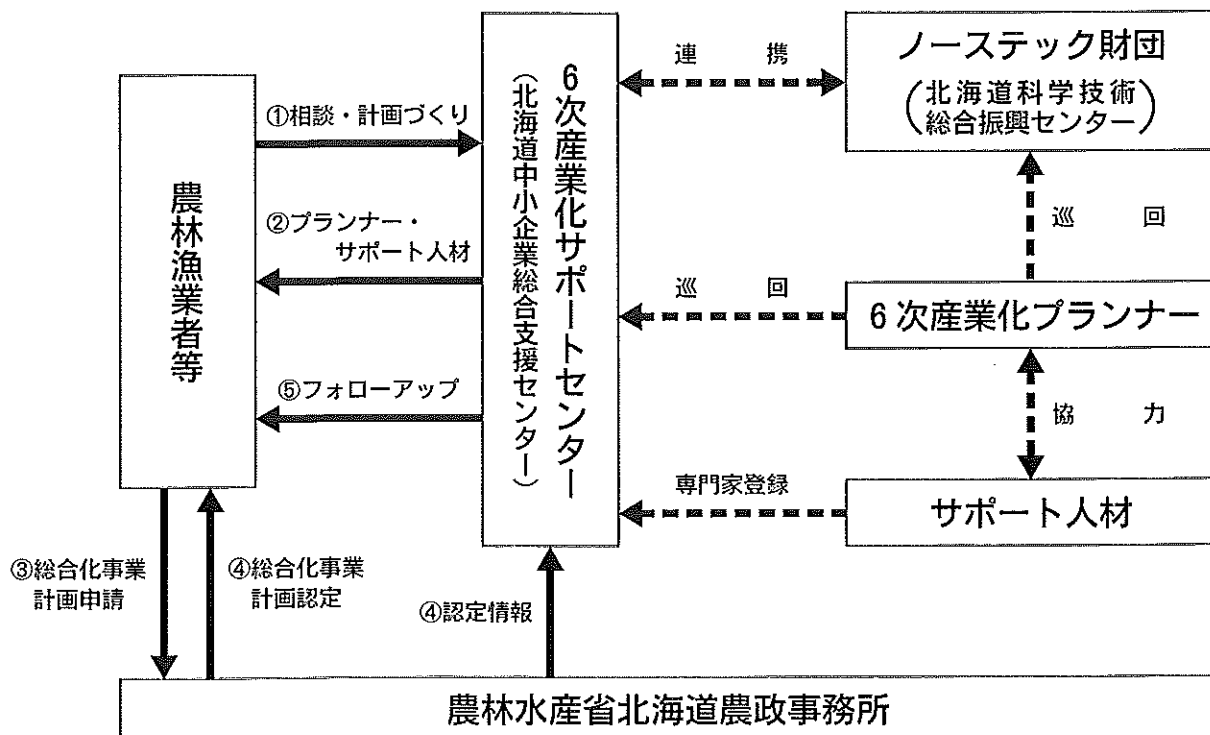 農林漁業者等
①相談・計画づくり
②プランナー・
サポート人材
⑤フォローアップ
6次産業化サポートセンター
（北海道中小企業総合支援センター）
連携
ノーステック財団
（北海道科学技術
総合振興センター）
巡回
巡回
6次産業化プランナー
協力
専門家登録
サポート人材
③総合化事業
計画申請
④総合化事業
計画認定
④認定情報
農林水産省北海道農政事務所